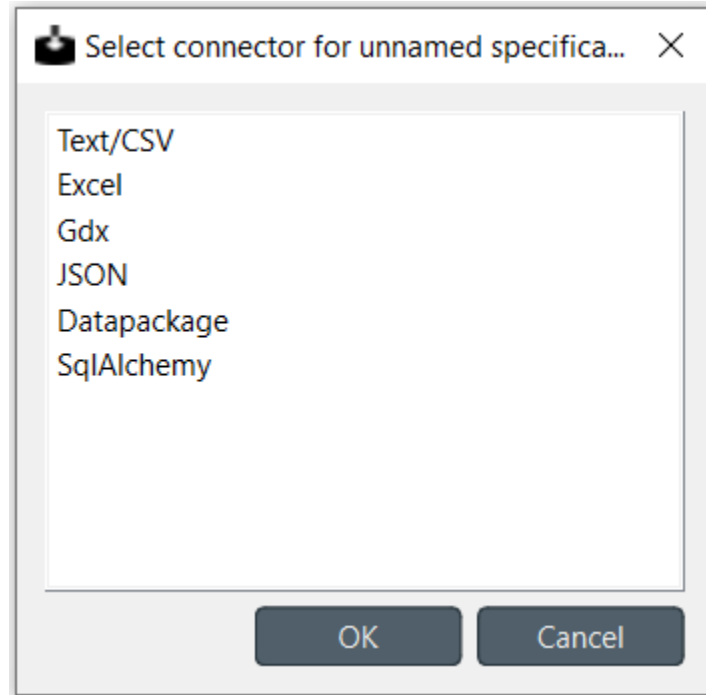 Select connector for unnamed specifica...
Text/CSV
Excel
Gdx
JSON
Datapackage
SqlAlchemy
OK Cancel